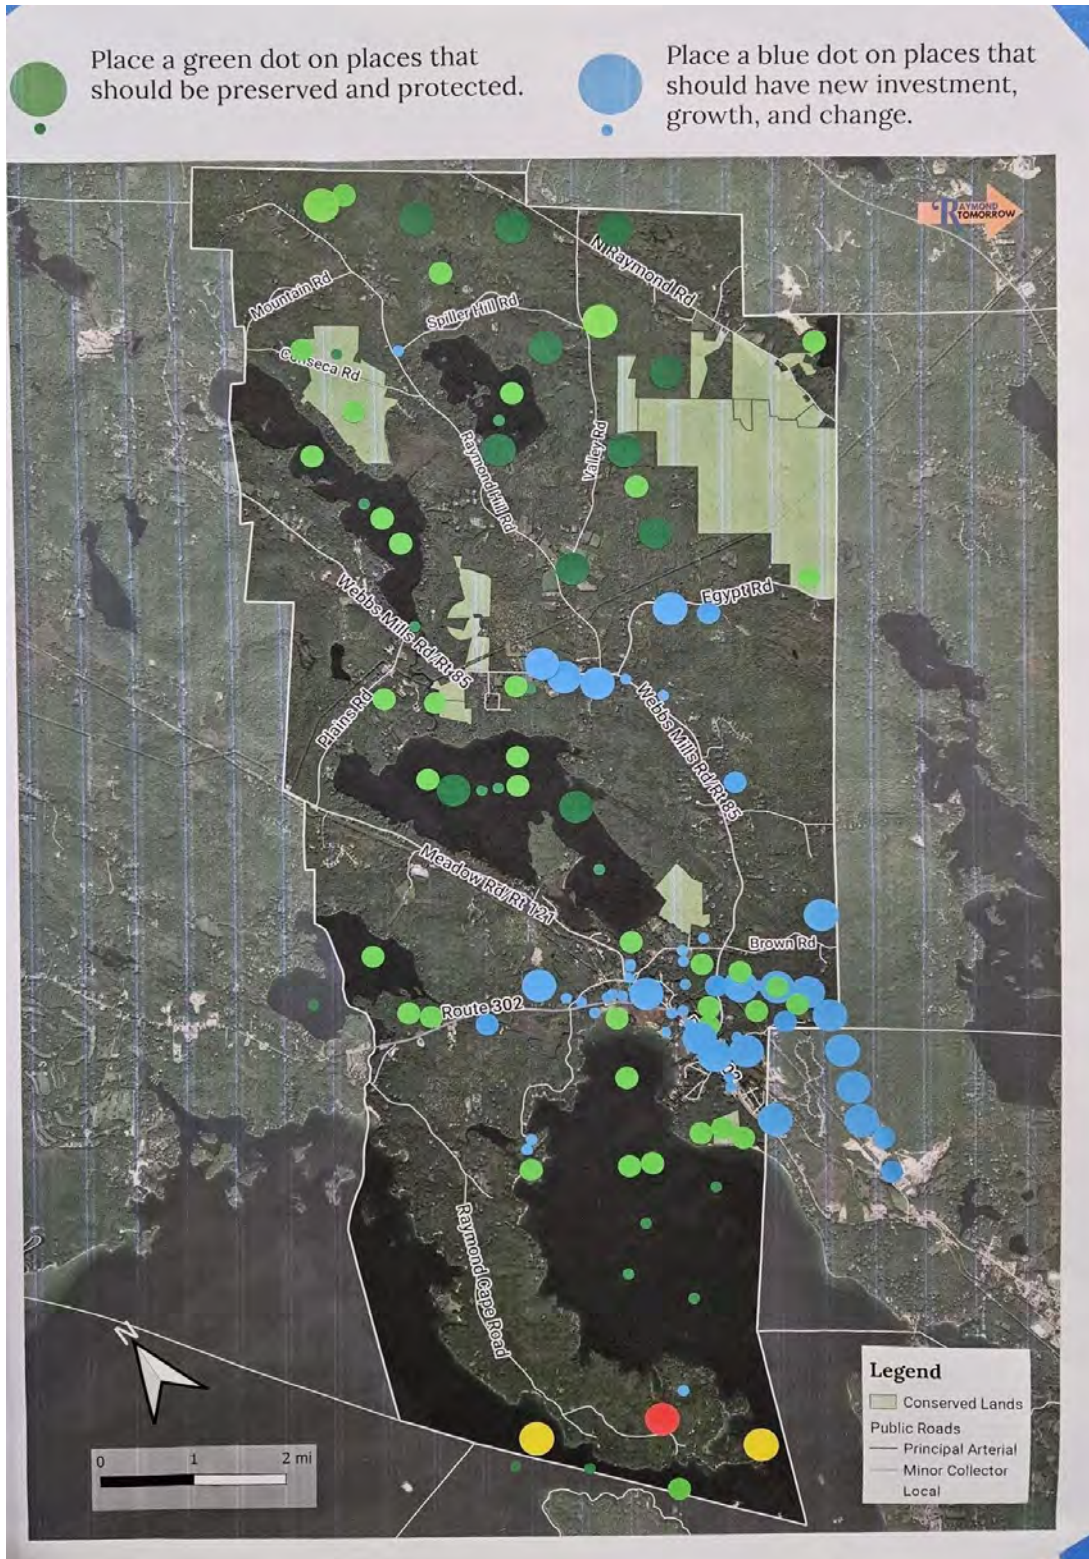 Place a green dot on places that
should be preserved and protected.
Place a blue dot on places that
should have new investment,
growth, and change.
RAYMOND
TOMORROW
N Raymond Rd
Mountain Rd
Spiller Hill Rd
Conseca Rd
Raymond Hill Rd
Valley Rd
Egypt Rd
Webbs Mills Rd/Rt 85
Plains Rd
Webbs Mills Rd/Rt 85
Meadow Rd/Rt 121
Brown Rd
Route 302
02
Raymond Cape Road
N
0 1 2 mi
Legend
Conserved Lands
Public Roads
Principal Arterial
Minor Collector
Local